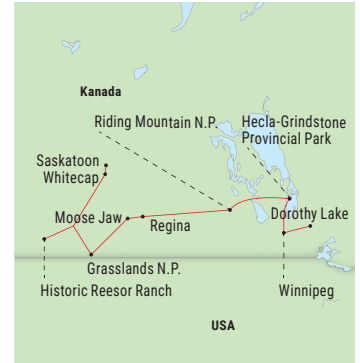 Kanada
Riding Mountain N.P.
Hecla-Grindstone
Provincial Park
Saskatoon
Whitecap
Moose Jaw
Regina
Dorothy Lake
Grasslands N.P.
Historic Reesor Ranch
Winnipeg
USA